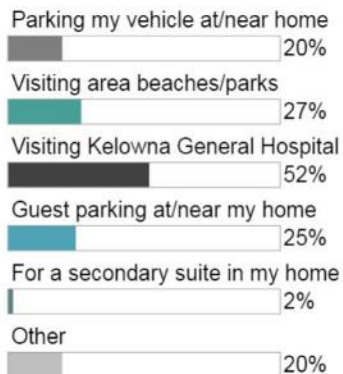 Parking my vehicle at/near home
20%
Visiting area beaches/parks
27%
Visiting Kelowna General Hospital
52%
Guest parking at/near my home
25%
For a secondary suite in my home
2%
Other
20%